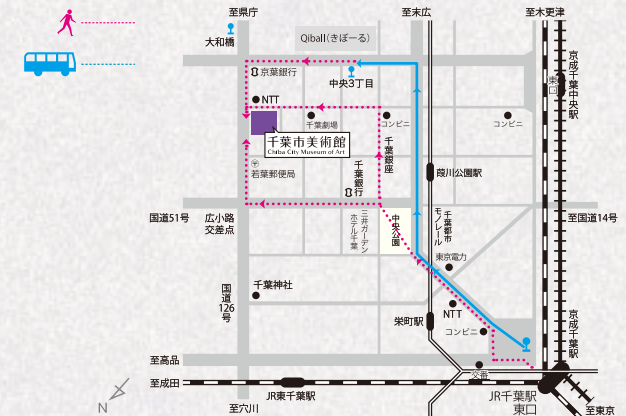 至県庁
至末広
至木更津
大和橋
Qiball（きぼーる）
京葉銀行
中央3丁目
東口
京成千葉中央駅
NTT
千葉劇場
コンビニ
コンビニ
千葉市美術館
Chiba City Museum of Art
千葉銀座
若葉郵便局
千葉銀行
葭川公園駅
国道51号
広小路
交差点
三井ガーデン
ホテル千葉
中央公園
千葉都市
モノレール
至国道14号
東京電力
国道126号
千葉神社
NTT
栄町駅
コンビニ
京成千葉駅
至高品
交番
至成田
JR東千葉駅
JR千葉駅
東口
至穴川
至東京
N